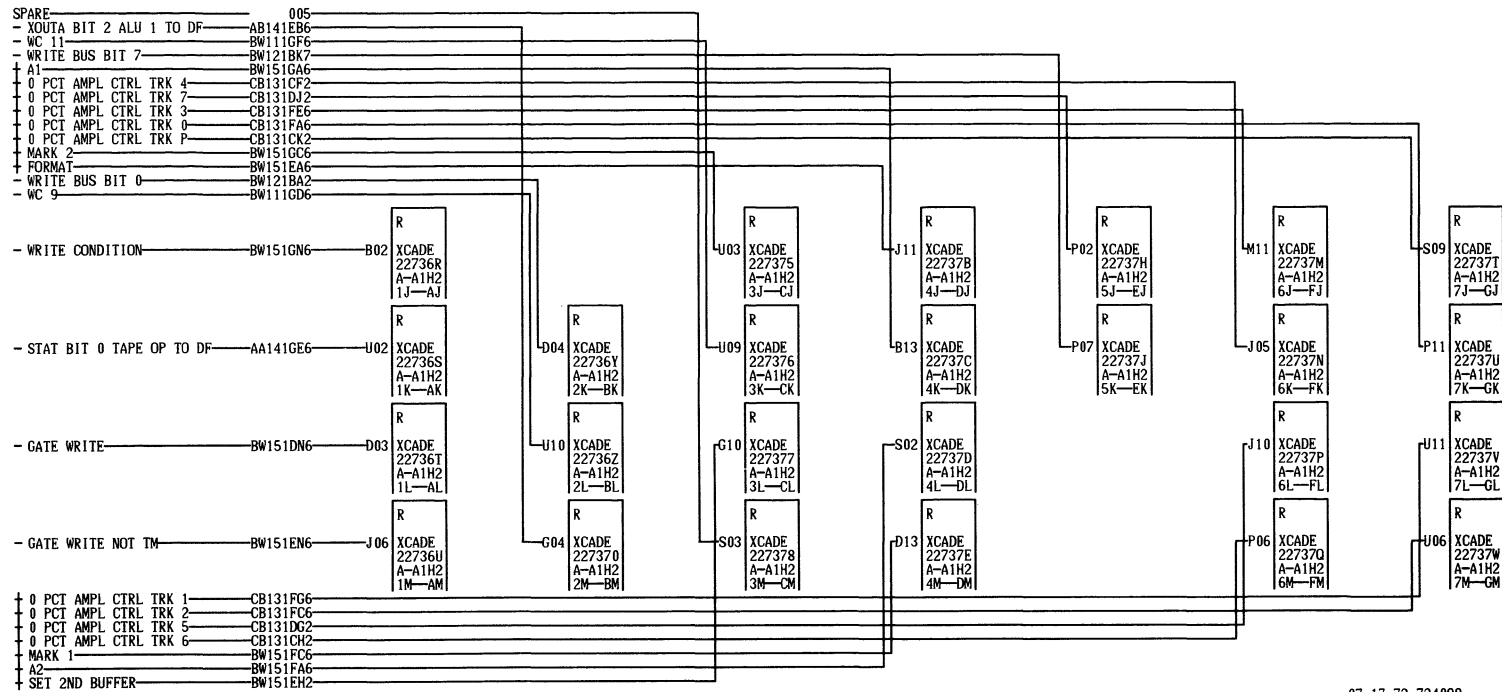 SPARE 005
- XOUTA BIT 2 ALU 1 TO DF AB141EB6
- WC 11 BW111GF6
- WRITE BUS BIT 7 BW121BK7
+ A1 BW151GA6
+ 0 PCT AMPL CTRL TRK 4 CB131CF2
+ 0 PCT AMPL CTRL TRK 7 CB131DJ2
+ 0 PCT AMPL CTRL TRK 3 CB131FE6
+ 0 PCT AMPL CTRL TRK 0 CB131FA6
+ 0 PCT AMPL CTRL TRK P CB131CK2
+ MARK 2 BW151GC6
+ FORMAT BW151EA6
- WRITE BUS BIT 0 BW121BA2
- WC 9 BW111GD6
R R R R R R
- WRITE CONDITION BW151GN6 B02 XCADE U03 XCADE J11 XCADE P02 XCADE M11 XCADE S09 XCADE
22736R 227375 22737B 22737H 22737M 22737T
A-A1H2 A-A1H2 A-A1H2 A-A1H2 A-A1H2 A-A1H2
1J—AJ 3J—CJ 4J—DJ 5J—EJ 6J—FJ 7J—GJ
R R R R R R R
- STAT BIT 0 TAPE OP TO DF AA141GE6 U02 XCADE D04 XCADE U09 XCADE B13 XCADE P07 XCADE J05 XCADE P11 XCADE
22736S 22736Y 227376 22737C 22737J 22737N 22737U
A-A1H2 A-A1H2 A-A1H2 A-A1H2 A-A1H2 A-A1H2 A-A1H2
1K—AK 2K—BK 3K—CK 4K—DK 5K—EK 6K—FK 7K—GK
R R R R R R
- GATE WRITE BW151DN6 D03 XCADE U10 XCADE G10 XCADE S02 XCADE J10 XCADE U11 XCADE
22736T 22736Z 227377 22737D 22737P 22737V
A-A1H2 A-A1H2 A-A1H2 A-A1H2 A-A1H2 A-A1H2
1L—AL 2L—BL 3L—CL 4L—DL 6L—FL 7L—GL
R R R R R R
- GATE WRITE NOT TM BW151EN6 J06 XCADE G04 XCADE S03 XCADE D13 XCADE P06 XCADE U06 XCADE
22736U 227370 227378 22737E 22737Q 22737W
A-A1H2 A-A1H2 A-A1H2 A-A1H2 A-A1H2 A-A1H2
1M—AM 2M—BM 3M—CM 4M—DM 6M—FM 7M—GM
+ 0 PCT AMPL CTRL TRK 1 CB131FG6
+ 0 PCT AMPL CTRL TRK 2 CB131FC6
+ 0 PCT AMPL CTRL TRK 5 CB131DG2
+ 0 PCT AMPL CTRL TRK 6 CB131CH2
+ MARK 1 BW151FC6
+ A2 BW151FA6
+ SET 2ND BUFFER BW151EH2